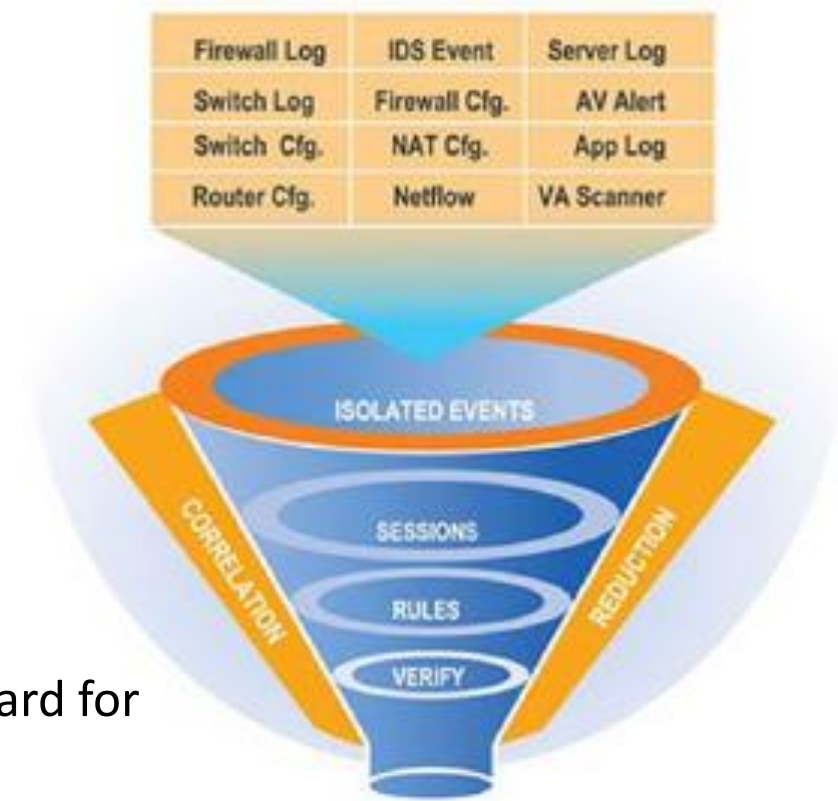 Firewall Log IDS Event Server Log
Switch Log Firewall Cfg. AV Alert
Switch Cfg. NAT Cfg. App Log
Router Cfg. Netflow VA Scanner
ISOLATED EVENTS
CORRELATION
REDUCTION
SESSIONS
RULES
VERIFY
ard for